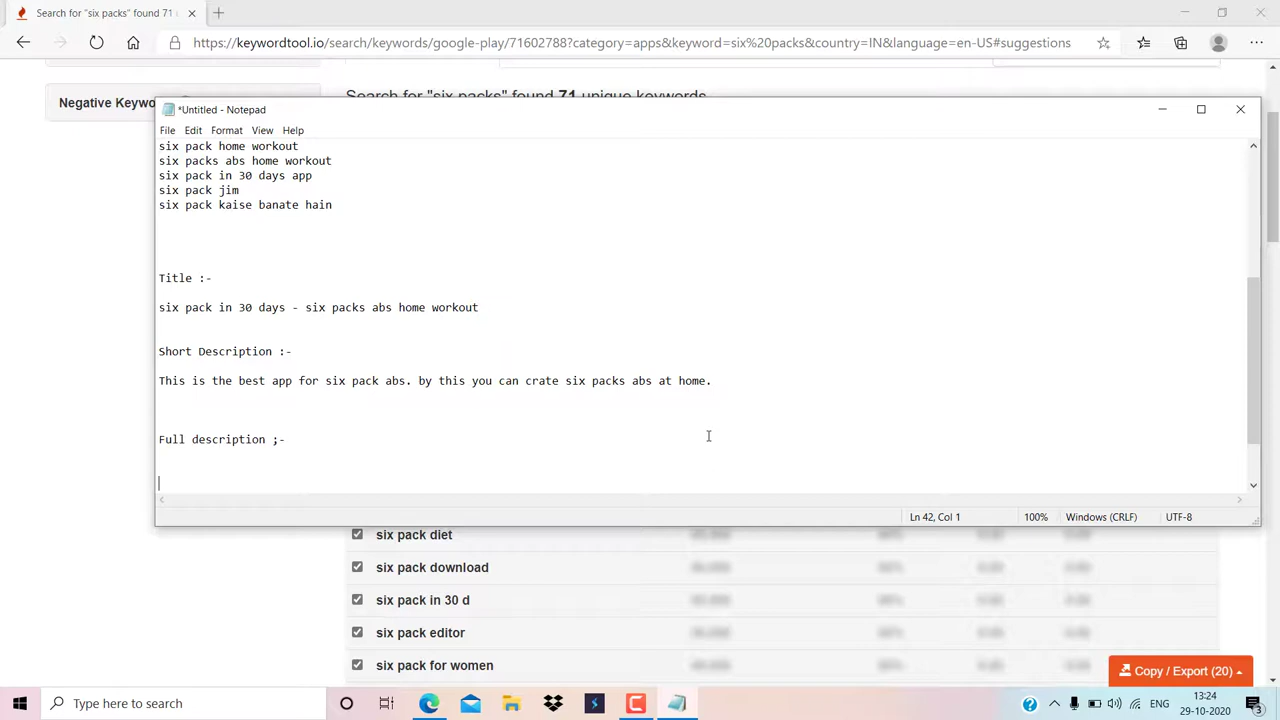 Search for "six packs" found 71
https://keywordtool.io/search/keywords/google-play/71602788?category=apps&keyword=six%20packs&country=IN&language=en-US#suggestions
Negative Keywo
Search for "six packs" found 71 unique keywords
*Untitled - Notepad
File Edit Format View Help
six pack home workout
six packs abs home workout
six pack in 30 days app
six pack jim
six pack kaise banate hain
Title :-
six pack in 30 days - six packs abs home workout
Short Description :-
This is the best app for six pack abs. by this you can crate six packs abs at home.
Full description ;-
Ln 42, Col 1 100% Windows (CRLF) UTF-8
six pack diet
six pack download
six pack in 30 d
six pack editor
six pack for women
Copy / Export (20)
Type here to search
ENG
13:24
29-10-2020
3